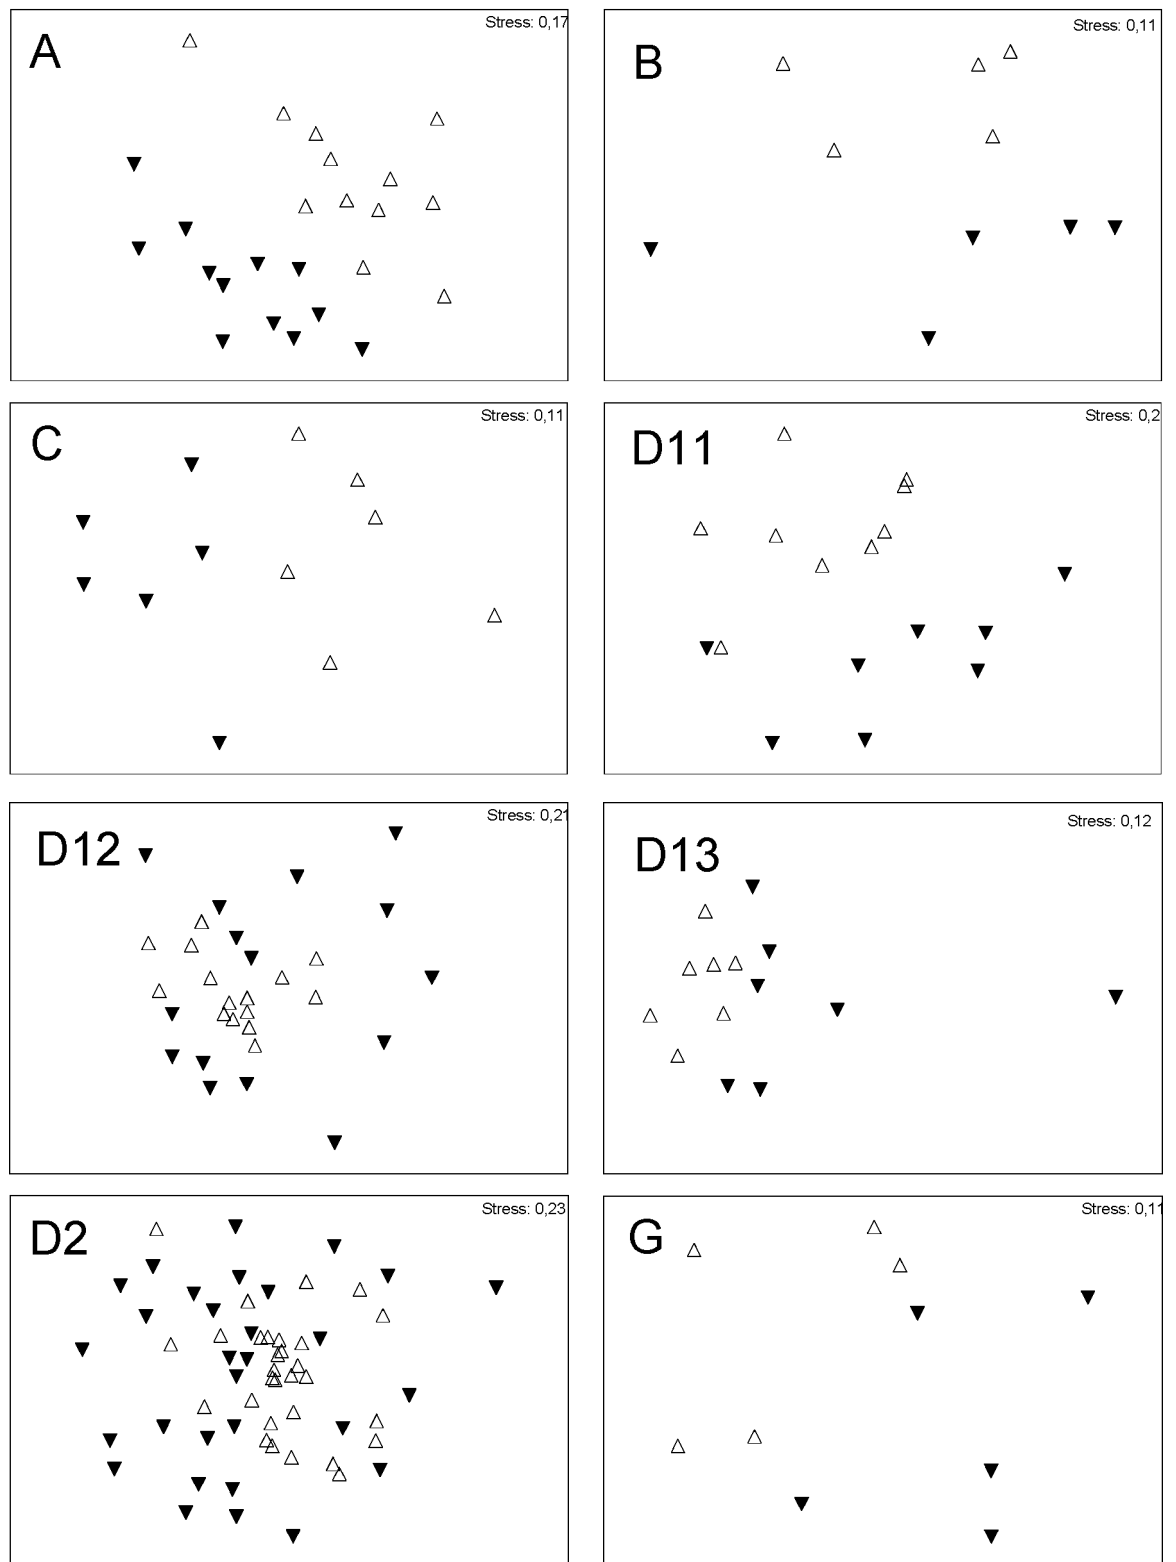 Stress: 0,17
A
Stress: 0,11
B
Stress: 0,11
C
Stress: 0,2
D11
Stress: 0,21
D12
Stress: 0,12
D13
Stress: 0,23
D2
Stress: 0,11
G